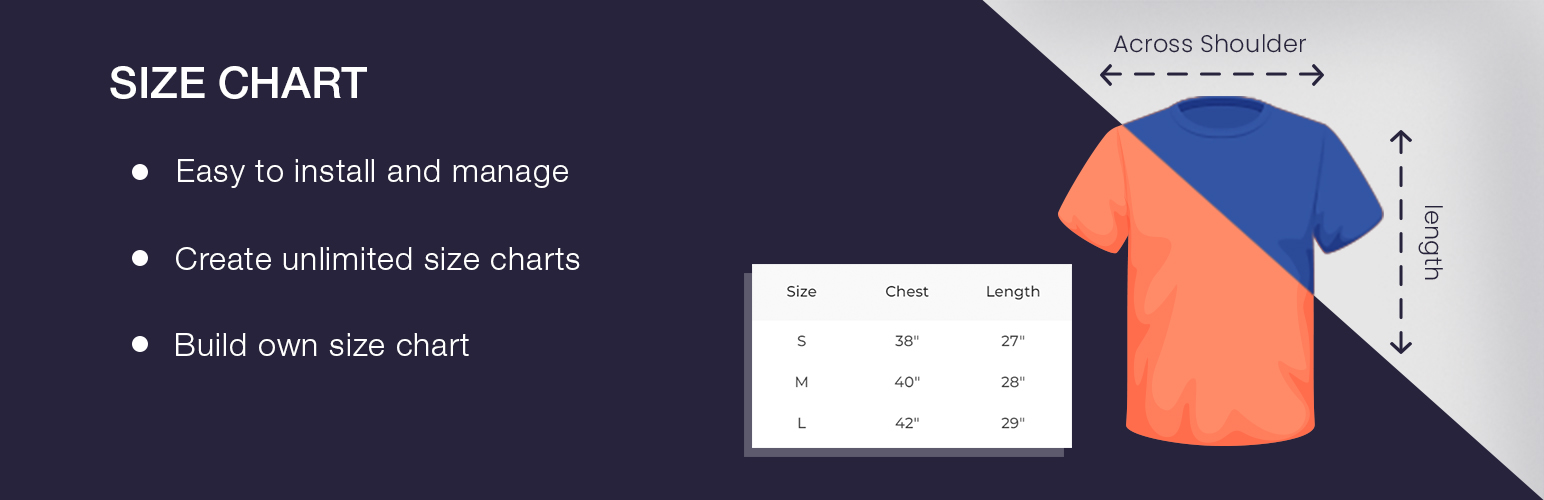 SIZE CHART
Easy to install and manage
Create unlimited size charts
Build own size chart
Size Chest Length
S 38" 27"
M 40" 28"
L 42" 29"
Across Shoulder
length